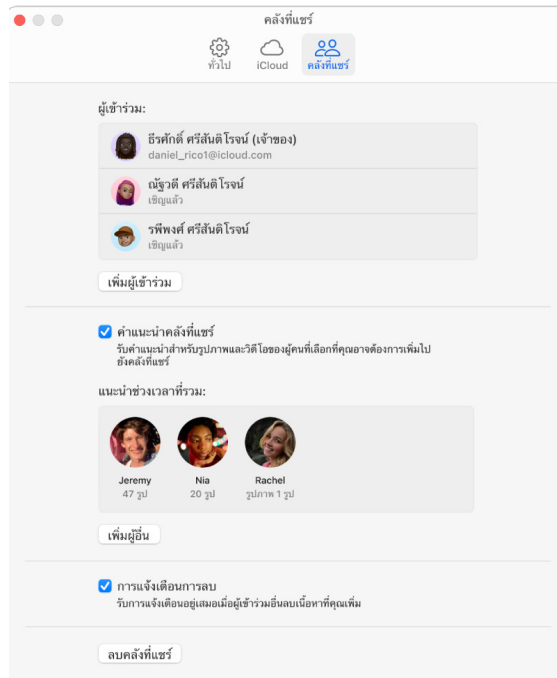 คลังที่แชร์
ทั่วไป
iCloud
คลังที่แชร์
ผู้เข้าร่วม:
ธีรศักดิ์ ศรีสันติโรจน์ (เจ้าของ)
daniel_rico1@icloud.com
ณัฐวดี ศรีสันติโรจน์
เชิญแล้ว
รพีพงศ์ ศรีสันติโรจน์
เชิญแล้ว
เพิ่มผู้เข้าร่วม
คำแนะนำคลังที่แชร์
รับคำแนะนำสำหรับรูปภาพและวิดีโอของผู้คนที่เลือกที่คุณอาจต้องการเพิ่มไป
ยังคลังที่แชร์
แนะนำช่วงเวลาที่รวม:
Jeremy
47 รูป
Nia
20 รูป
Rachel
รูปภาพ 1 รูป
เพิ่มผู้อื่น
การแจ้งเตือนการลบ
รับการแจ้งเตือนอยู่เสมอเมื่อผู้เข้าร่วมอื่นลบเนื้อหาที่คุณเพิ่ม
ลบคลังที่แชร์